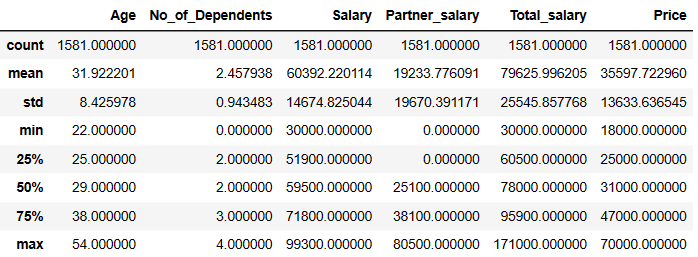 Age No_of_Dependents Salary Partner_salary Total_salary Price
count 1581.000000 1581.000000 1581.000000 1581.000000 1581.000000 1581.000000
mean 31.922201 2.457938 60392.220114 19233.776091 79625.996205 35597.722960
std 8.425978 0.943483 14674.825044 19670.391171 25545.857768 13633.636545
min 22.000000 0.000000 30000.000000 0.000000 30000.000000 18000.000000
25% 25.000000 2.000000 51900.000000 0.000000 60500.000000 25000.000000
50% 29.000000 2.000000 59500.000000 25100.000000 78000.000000 31000.000000
75% 38.000000 3.000000 71800.000000 38100.000000 95900.000000 47000.000000
max 54.000000 4.000000 99300.000000 80500.000000 171000.000000 70000.000000